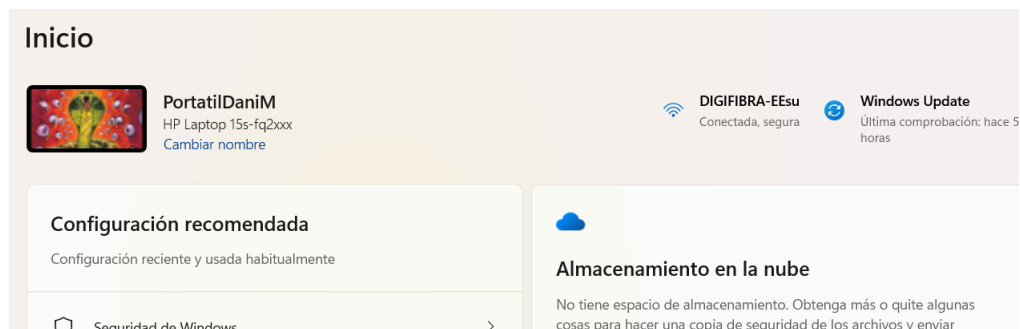 Inicio
PortatilDaniM
HP Laptop 15s-fq2xxx
Cambiar nombre
DIGIFIBRA-EEsu
Conectada, segura
Windows Update
Última comprobación: hace 5
horas
Configuración recomendada
Configuración reciente y usada habitualmente
Seguridad de Windows
Almacenamiento en la nube
No tiene espacio de almacenamiento. Obtenga más o quite algunas
cosas para hacer una copia de seguridad de los archivos y enviar